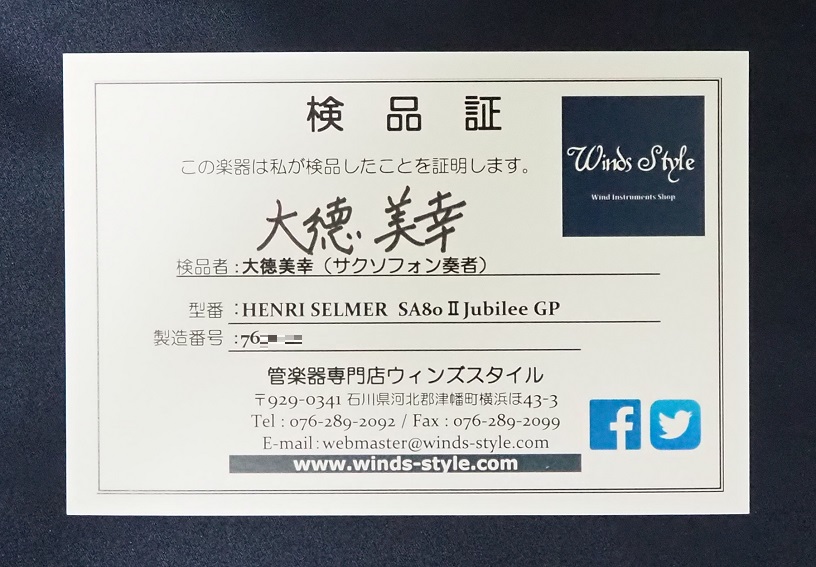 検 品 証
Winds Style
Wind Instruments Shop
この楽器は私が検品したことを証明します。
大德美幸
検品者:大德美幸(サクソフォン奏者)
型番:HENRI SELMER SA80ⅡJubilee GP
製造番号:76
管楽器専門店ウィンズスタイル
〒929-0341 石川県河北郡津幡町横浜ほ43-3
Tel : 076-289-2092 / Fax : 076-289-2099
E-mail:webmaster@winds-style.com
www.winds-style.com